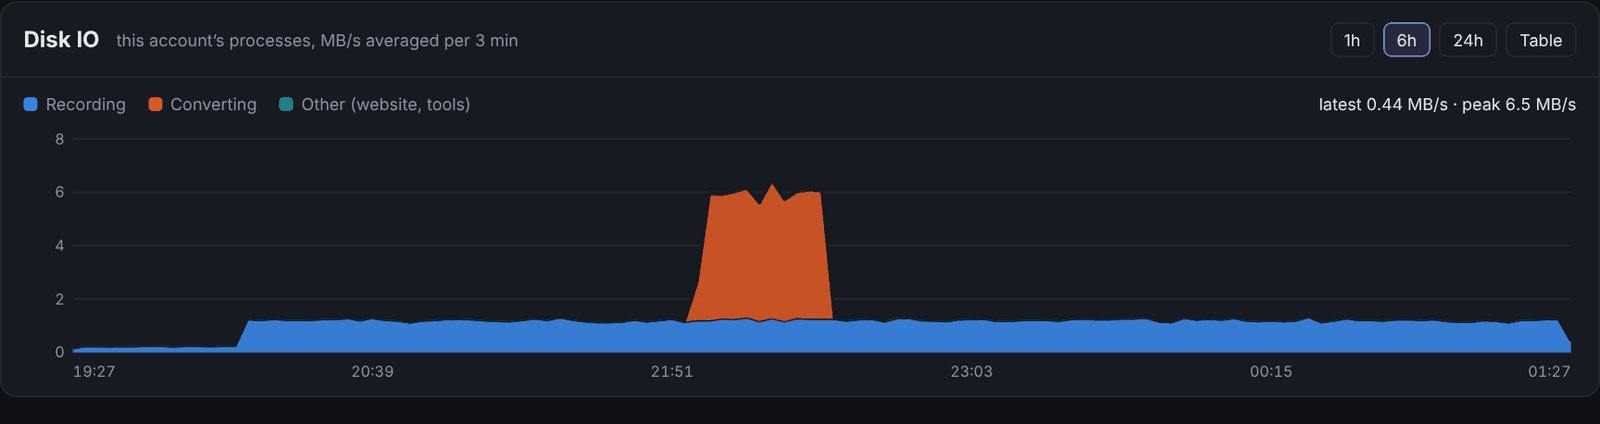 Disk IO this account's processes, MB/s averaged per 3 min 1h 6h 24h Table
Recording Converting Other (website, tools) latest 0.44 MB/s · peak 6.5 MB/s
8
6
4
2
0
19:27 20:39 21:51 23:03 00:15 01:27